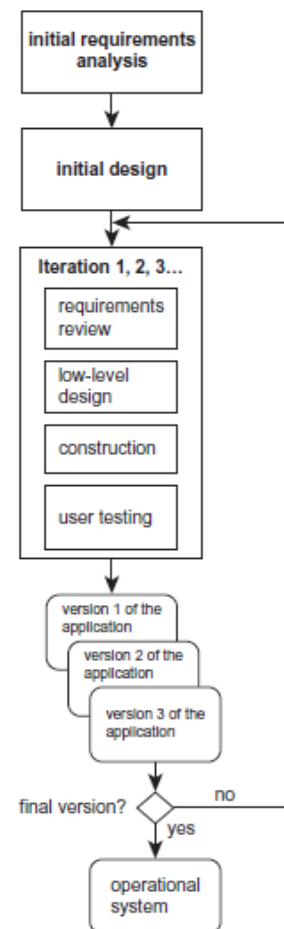 initial requirements
analysis
initial design
Iteration 1, 2, 3...
requirements
review
low-level
design
construction
user testing
version 1 of the
application
version 2 of the
application
version 3 of the
application
final version?
no
yes
operational
system